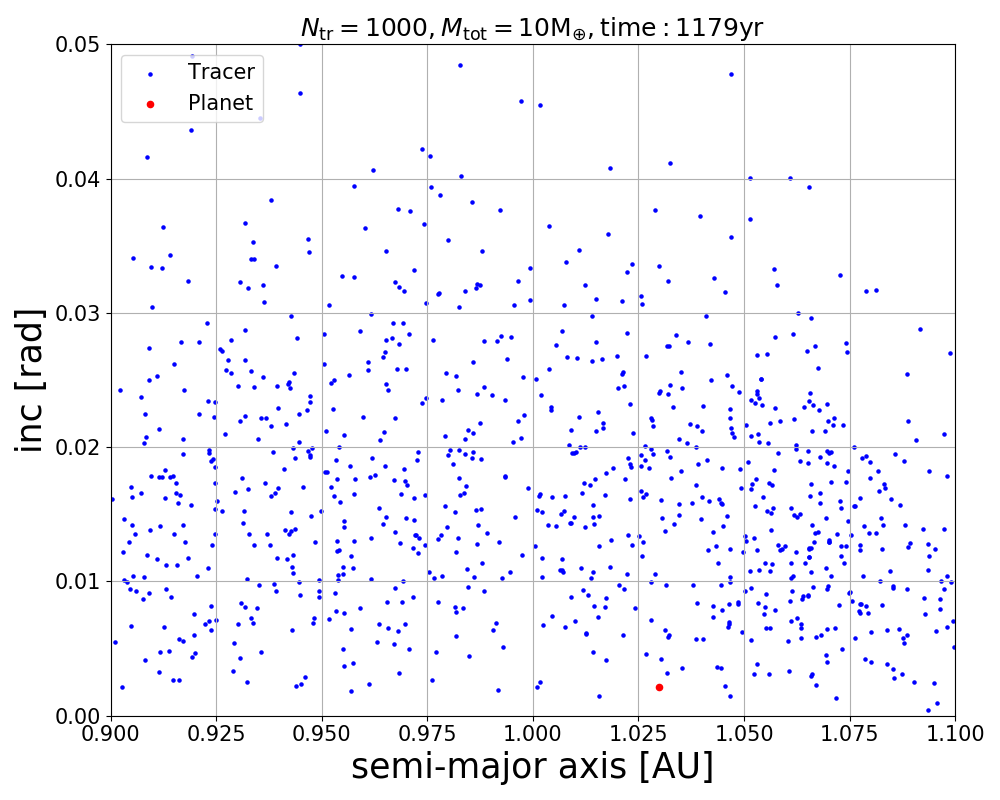 N_tr = 1000, M_tot = 10M_⊕, time : 1179yr
0.05
Tracer
Planet
0.04
0.03
0.02
0.01
0.00
inc [rad]
0.900 0.925 0.950 0.975 1.000 1.025 1.050 1.075 1.100
semi-major axis [AU]